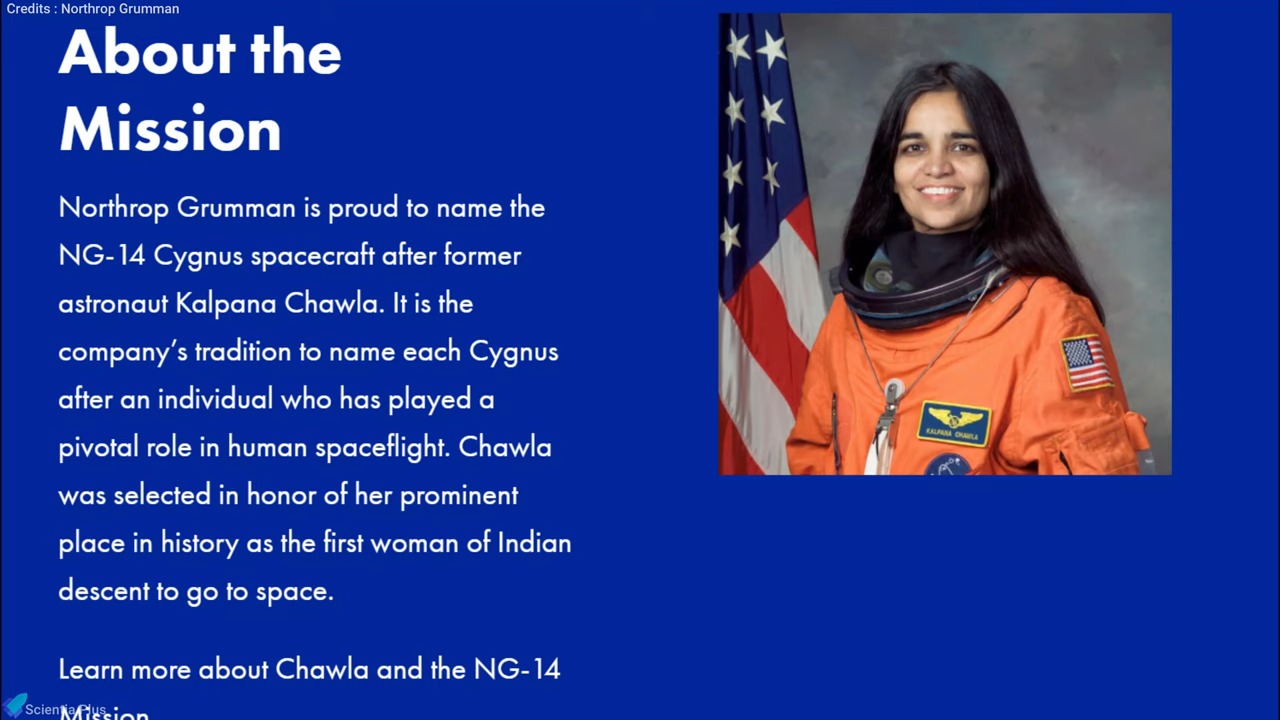 Credits : Northrop Grumman
About the
Mission
Northrop Grumman is proud to name the
NG-14 Cygnus spacecraft after former
astronaut Kalpana Chawla. It is the
company's tradition to name each Cygnus
after an individual who has played a
pivotal role in human spaceflight. Chawla
was selected in honor of her prominent
place in history as the first woman of Indian
descent to go to space.
Learn more about Chawla and the NG-14
Mission
Scientia Plus
KALPANA CHAWLA